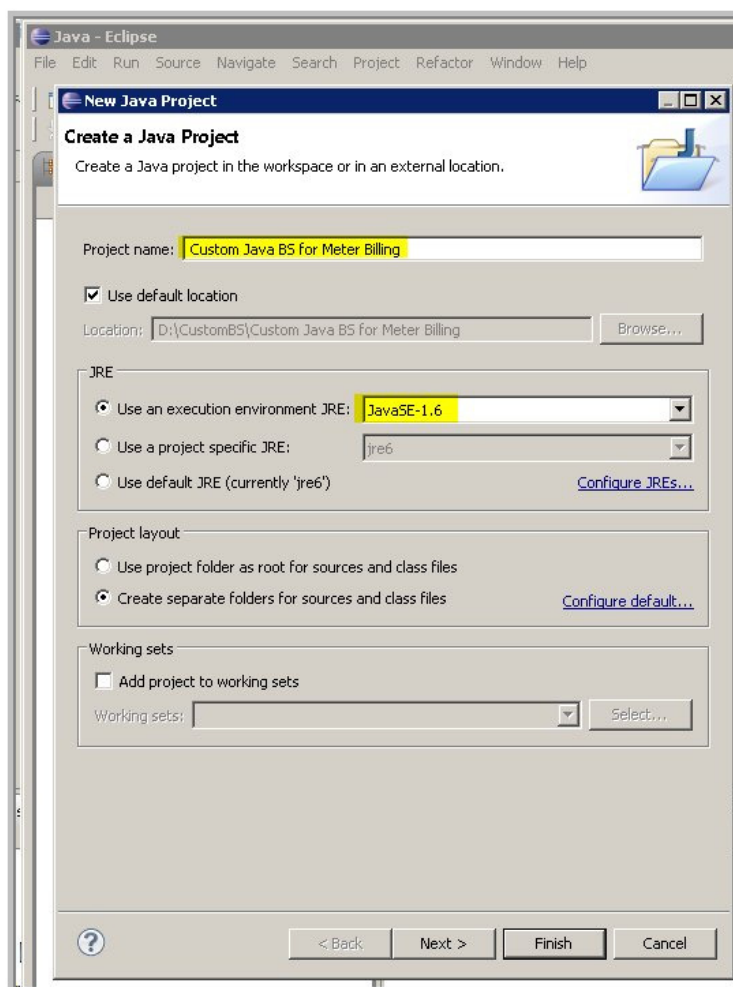 Java - Eclipse
File Edit Run Source Navigate Search Project Refactor Window Help
New Java Project
Create a Java Project
Create a Java project in the workspace or in an external location.
Project name: Custom Java BS for Meter Billing
Use default location
Location: D:\CustomBS\Custom Java BS for Meter Billing Browse...
JRE
Use an execution environment JRE: JavaSE-1.6
Use a project specific JRE: jre6
Use default JRE (currently 'jre6') Configure JREs...
Project layout
Use project folder as root for sources and class files
Create separate folders for sources and class files Configure default...
Working sets
Add project to working sets
Working sets: Select...
? < Back Next > Finish Cancel